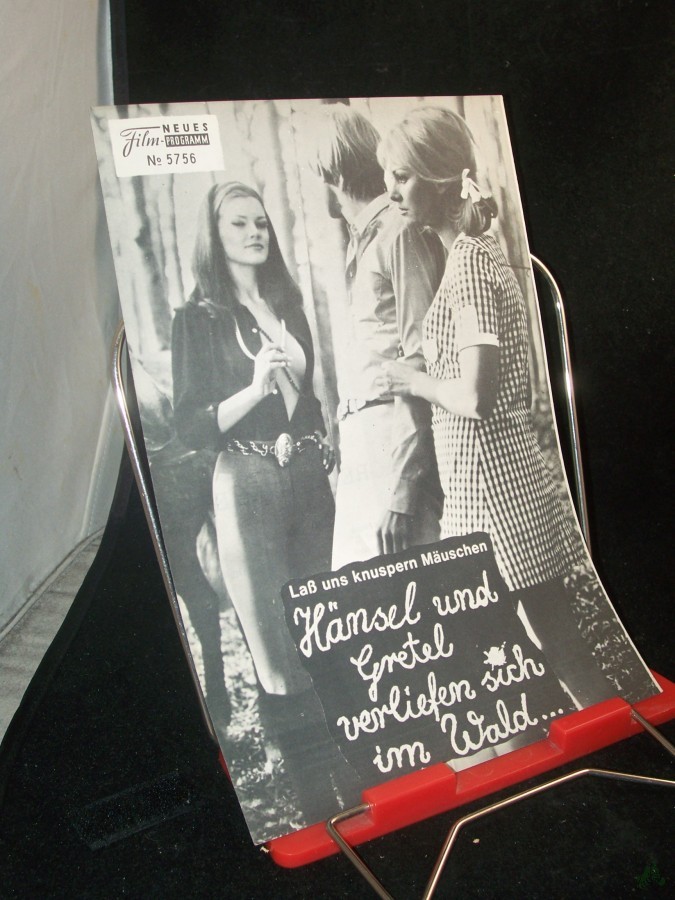 NEUES
Film-PROGRAMM
No 5756
Laß uns knuspern Mäuschen
Hänsel und
Gretel
verliefen sich
im Wald...